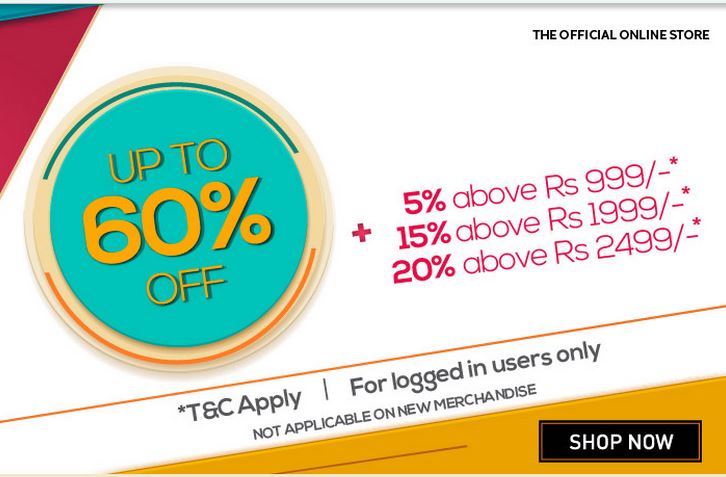 THE OFFICIAL ONLINE STORE
UP TO
60%
OFF
+
5% above Rs 999/-*
15% above Rs 1999/-*
20% above Rs 2499/-*
*T&C Apply | For logged in users only
NOT APPLICABLE ON NEW MERCHANDISE
SHOP NOW